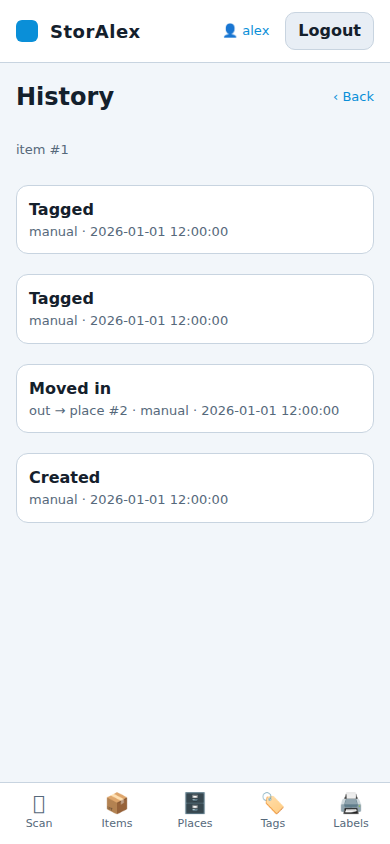 StorAlex
👤 alex
Logout
History
‹ Back
item #1
Tagged
manual · 2026-01-01 12:00:00
Tagged
manual · 2026-01-01 12:00:00
Moved in
out → place #2 · manual · 2026-01-01 12:00:00
Created
manual · 2026-01-01 12:00:00
Scan
Items
Places
Tags
Labels